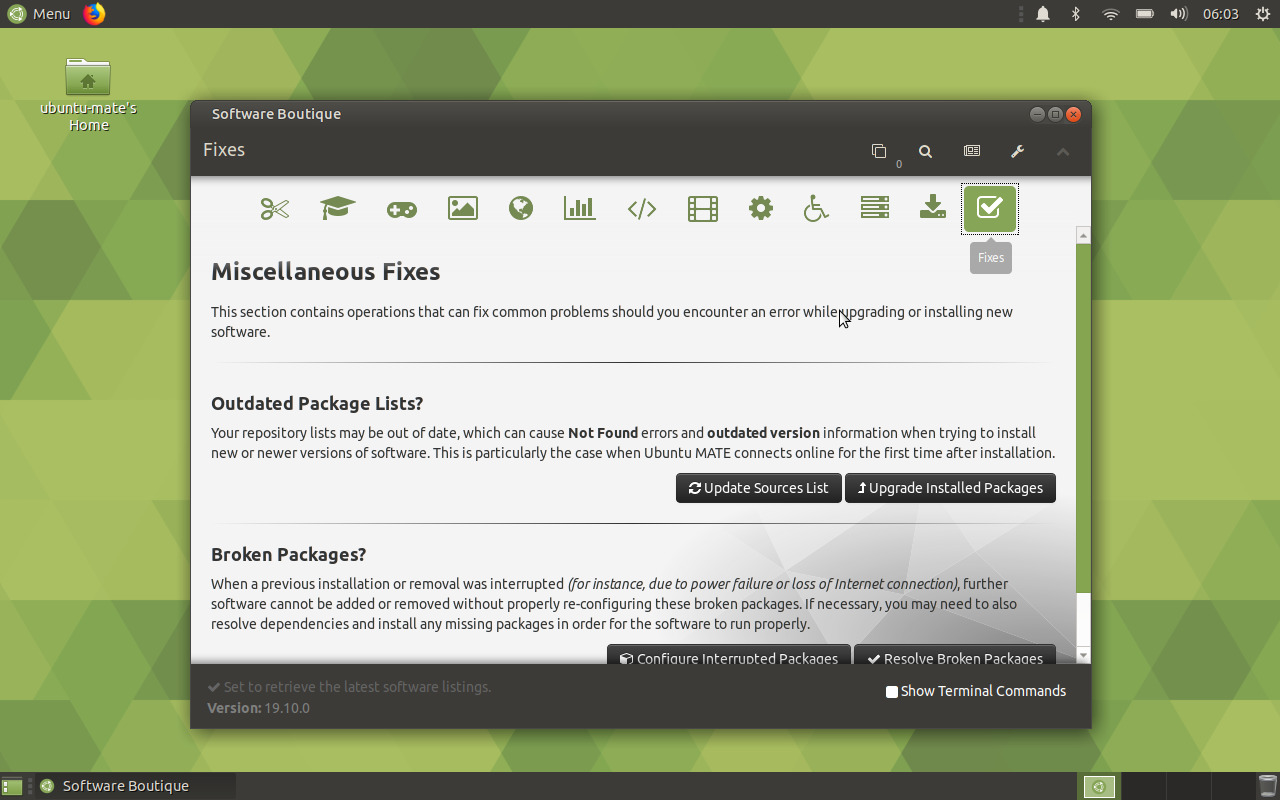 Menu
06:03
ubuntu-mate's
Home
Software Boutique
Fixes
0
Fixes
Miscellaneous Fixes
This section contains operations that can fix common problems should you encounter an error while upgrading or installing new
software.
Outdated Package Lists?
Your repository lists may be out of date, which can cause Not Found errors and outdated version information when trying to install
new or newer versions of software. This is particularly the case when Ubuntu MATE connects online for the first time after installation.
Update Sources List
Upgrade Installed Packages
Broken Packages?
When a previous installation or removal was interrupted (for instance, due to power failure or loss of Internet connection), further
software cannot be added or removed without properly re-configuring these broken packages. If necessary, you may need to also
resolve dependencies and install any missing packages in order for the software to run properly.
Configure Interrupted Packages
Resolve Broken Packages
Set to retrieve the latest software listings.
Version: 19.10.0
Show Terminal Commands
Software Boutique